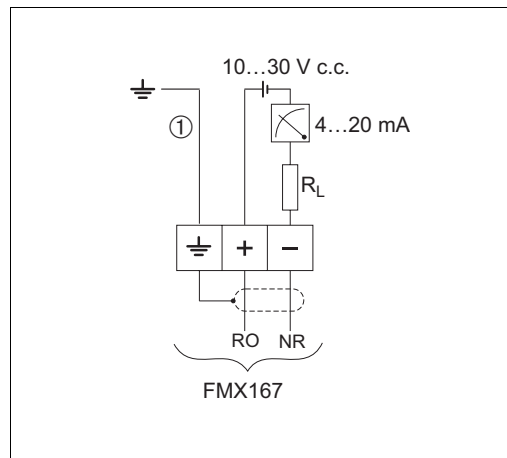 10…30 V c.c.
①
4…20 mA
RL
+ −
RO NR
FMX167